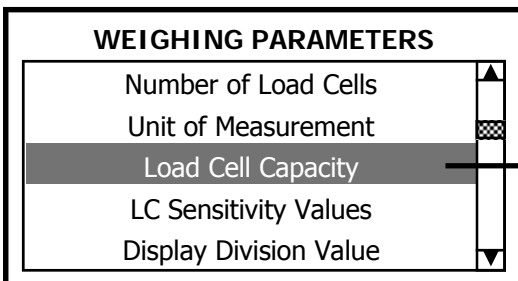 WEIGHING PARAMETERS
Number of Load Cells
Unit of Measurement
Load Cell Capacity
LC Sensitivity Values
Display Division Value